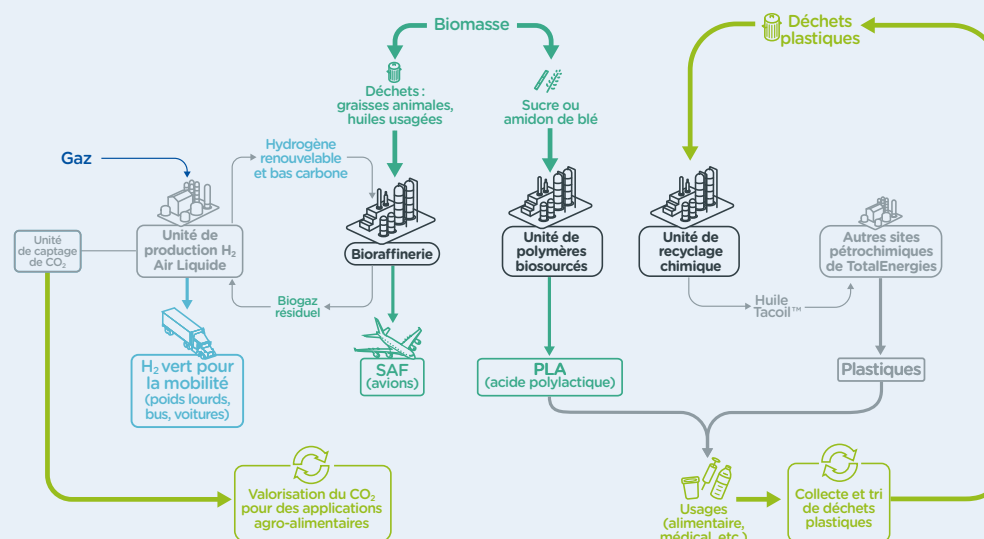 Biomasse
Déchets
plastiques
Déchets :
graisses animales,
huiles usagées
Sucre ou
amidon de blé
Gaz
Hydrogène
renouvelable
et bas carbone
Unité
de captage
de CO₂
Unité de
production H₂
Air Liquide
Bioraffinerie
Unité de
polymères
biosourcés
Unité de
recyclage
chimique
Autres sites
pétrochimiques
de TotalEnergies
Biogaz
résiduel
Huile
Tacoil™
H₂ vert pour
la mobilité
(poids lourds,
bus, voitures)
SAF
(avions)
PLA
(acide polylactique)
Plastiques
Valorisation du CO₂
pour des applications
agro-alimentaires
Usages
(alimentaire,
médical, etc.)
Collecte et tri
de déchets
plastiques